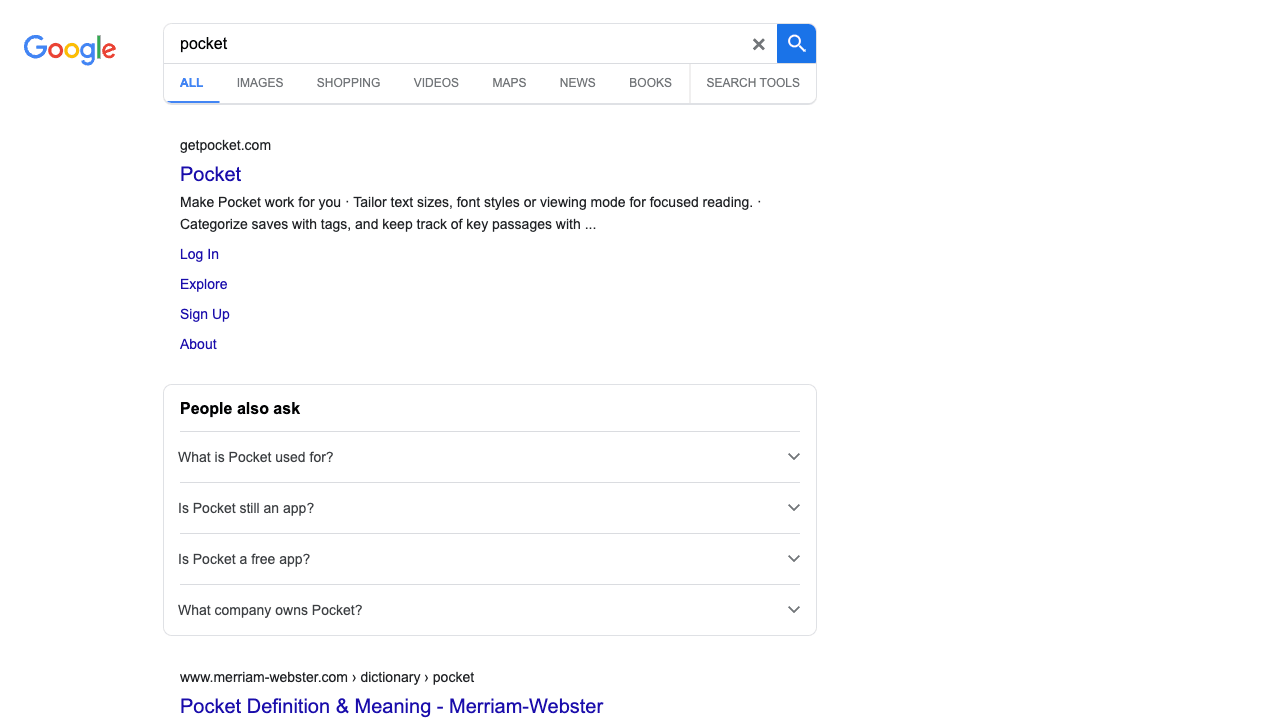 Google
pocket
ALL IMAGES SHOPPING VIDEOS MAPS NEWS BOOKS SEARCH TOOLS
getpocket.com
Pocket
Make Pocket work for you · Tailor text sizes, font styles or viewing mode for focused reading. ·
Categorize saves with tags, and keep track of key passages with ...
Log In
Explore
Sign Up
About
People also ask
What is Pocket used for?
Is Pocket still an app?
Is Pocket a free app?
What company owns Pocket?
www.merriam-webster.com › dictionary › pocket
Pocket Definition & Meaning - Merriam-Webster